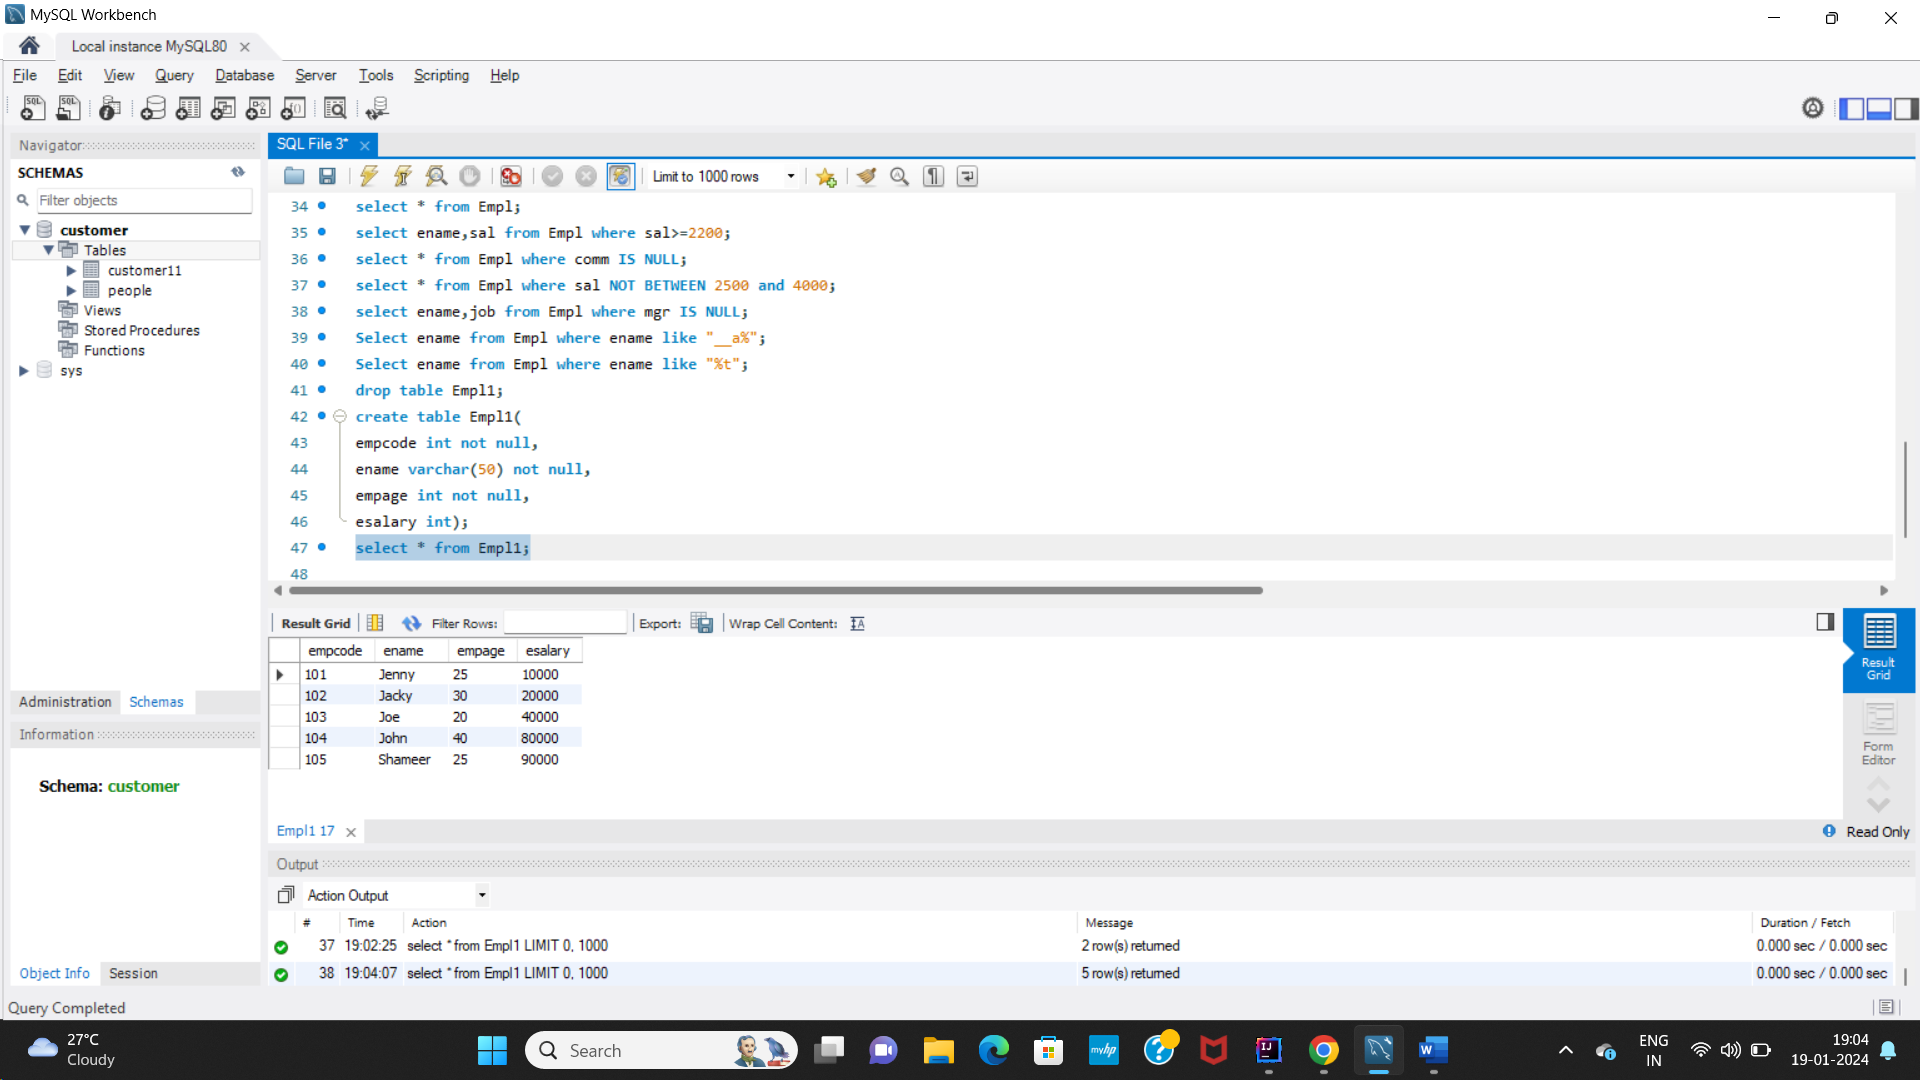 MySQL Workbench
Local instance MySQL80
File Edit View Query Database Server Tools Scripting Help
Navigator
SQL File 3*
SCHEMAS
Limit to 1000 rows
Filter objects
customer
Tables
customer11
people
Views
Stored Procedures
Functions
sys
34 select * from Empl;
35 select ename,sal from Empl where sal>=2200;
36 select * from Empl where comm IS NULL;
37 select * from Empl where sal NOT BETWEEN 2500 and 4000;
38 select ename,job from Empl where mgr IS NULL;
39 Select ename from Empl where ename like "__a%";
40 Select ename from Empl where ename like "%t";
41 drop table Empl1;
42 create table Empl1(
43 empcode int not null,
44 ename varchar(50) not null,
45 empage int not null,
46 esalary int);
47 select * from Empl1;
48
Result Grid Filter Rows: Export: Wrap Cell Content:
empcode ename empage esalary
101 Jenny 25 10000
102 Jacky 30 20000
103 Joe 20 40000
104 John 40 80000
105 Shameer 25 90000
Result Grid
Form Editor
Administration Schemas
Information
Schema: customer
Empl1 17
Read Only
Output
Action Output
# Time Action Message Duration / Fetch
37 19:02:25 select * from Empl1 LIMIT 0, 1000 2 row(s) returned 0.000 sec / 0.000 sec
38 19:04:07 select * from Empl1 LIMIT 0, 1000 5 row(s) returned 0.000 sec / 0.000 sec
Object Info Session
Query Completed
27°C
Cloudy
Search
myhp
ENG
IN
19:04
19-01-2024